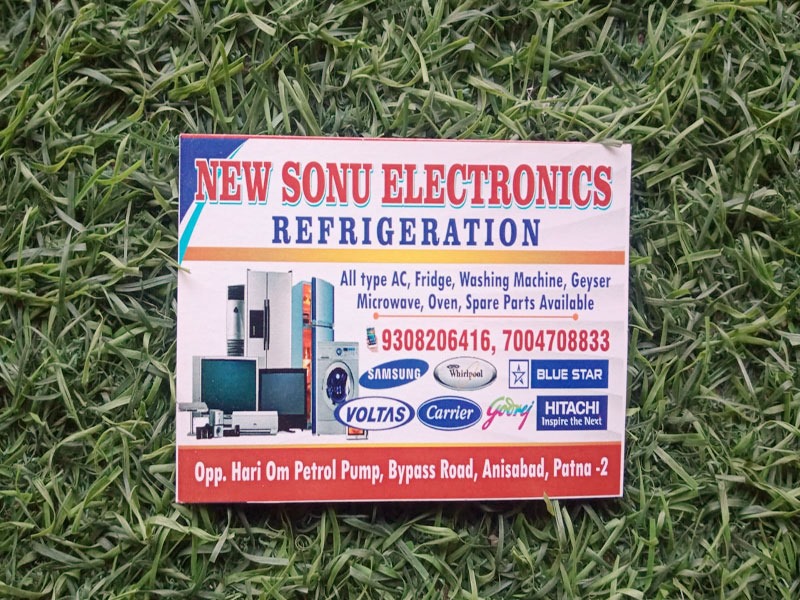 NEW SONU ELECTRONICS
REFRIGERATION
All type AC, Fridge, Washing Machine, Geyser
Microwave, Oven, Spare Parts Available
9308206416, 7004708833
SAMSUNG Whirlpool BLUE STAR
VOLTAS Carrier Godrej HITACHI
Inspire the Next
Opp. Hari Om Petrol Pump, Bypass Road, Anisabad, Patna -2